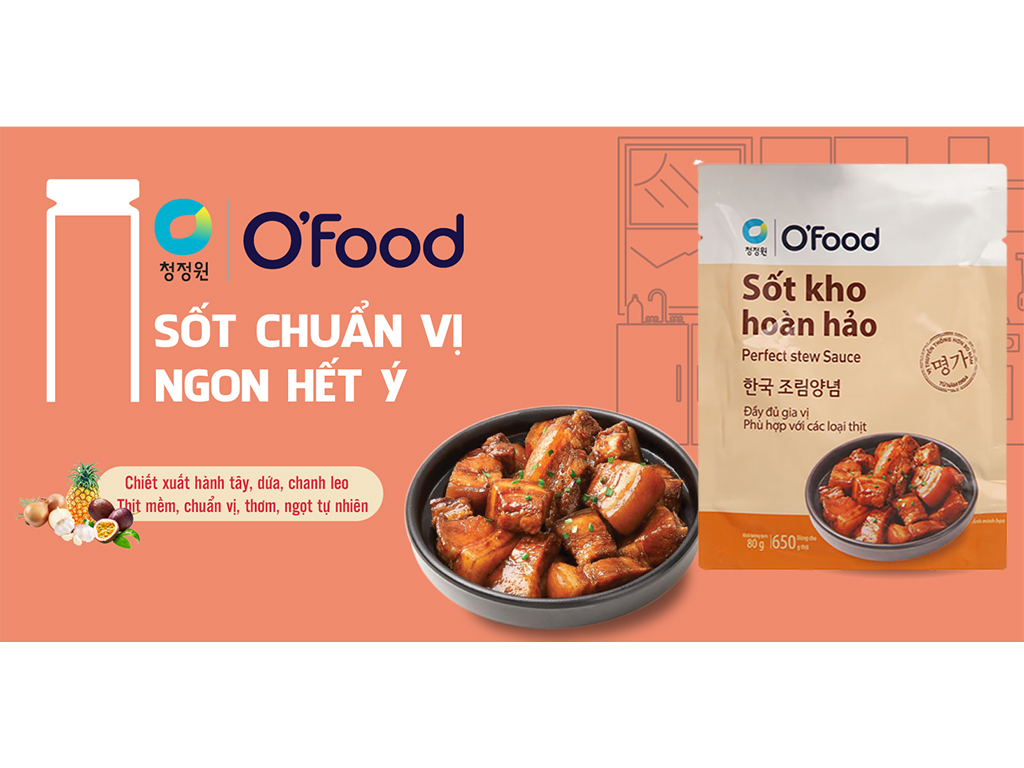 청정원
O'Food
SỐT CHUẨN VỊ
NGON HẾT Ý
Chiết xuất hành tây, dứa, chanh leo
Thịt mềm, chuẩn vị, thơm, ngọt tự nhiên
청정원
O'Food
Sốt kho
hoàn hảo
Perfect stew Sauce
한국 조림양념
Đầy đủ gia vị
Phù hợp với các loại thịt
명가
80g
650